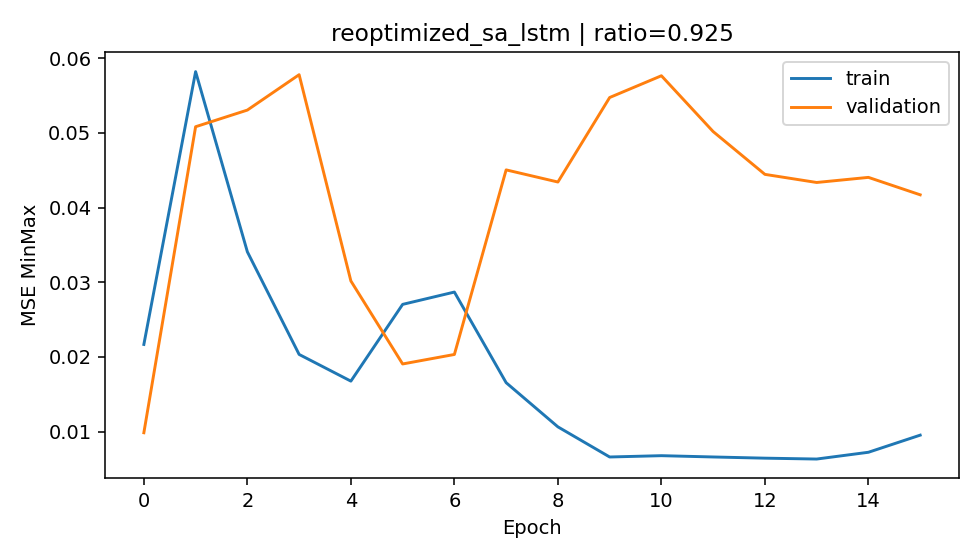 reoptimized_sa_lstm | ratio=0.925
train
validation
MSE MinMax
0.06
0.05
0.04
0.03
0.02
0.01
0 2 4 6 8 10 12 14
Epoch